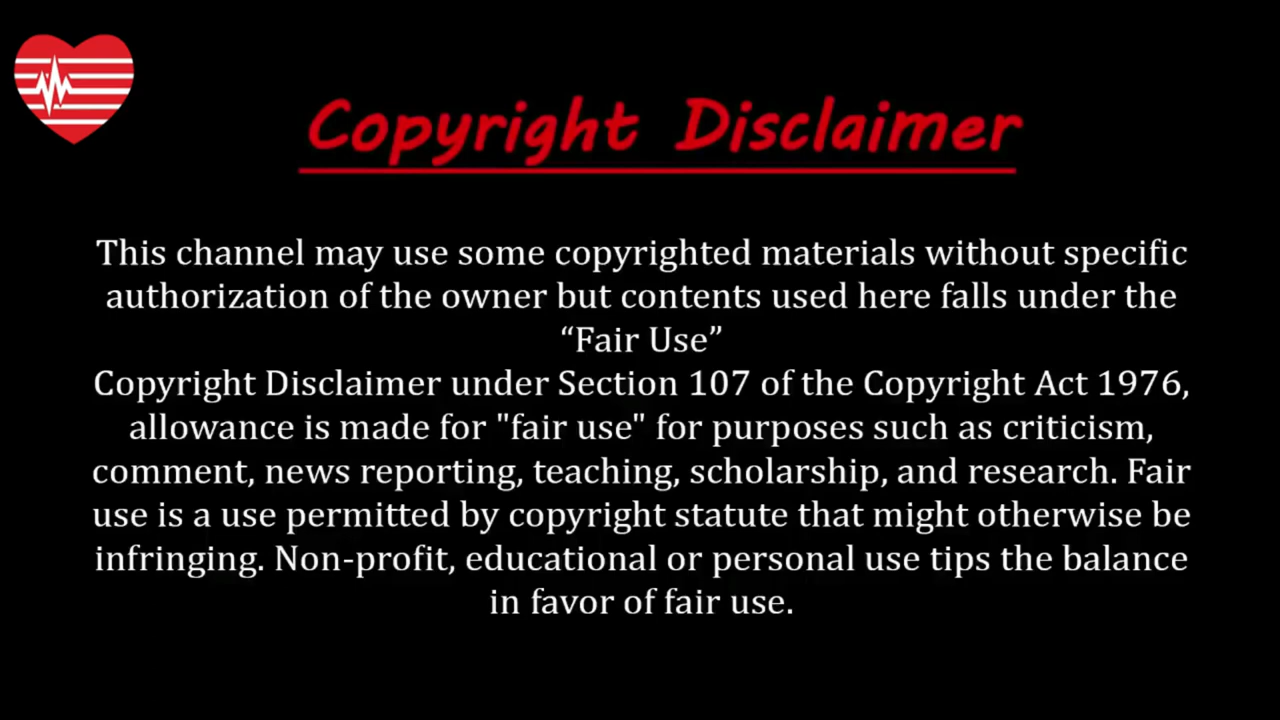 Copyright Disclaimer
This channel may use some copyrighted materials without specific
authorization of the owner but contents used here falls under the
“Fair Use”
Copyright Disclaimer under Section 107 of the Copyright Act 1976,
allowance is made for "fair use" for purposes such as criticism,
comment, news reporting, teaching, scholarship, and research. Fair
use is a use permitted by copyright statute that might otherwise be
infringing. Non-profit, educational or personal use tips the balance
in favor of fair use.